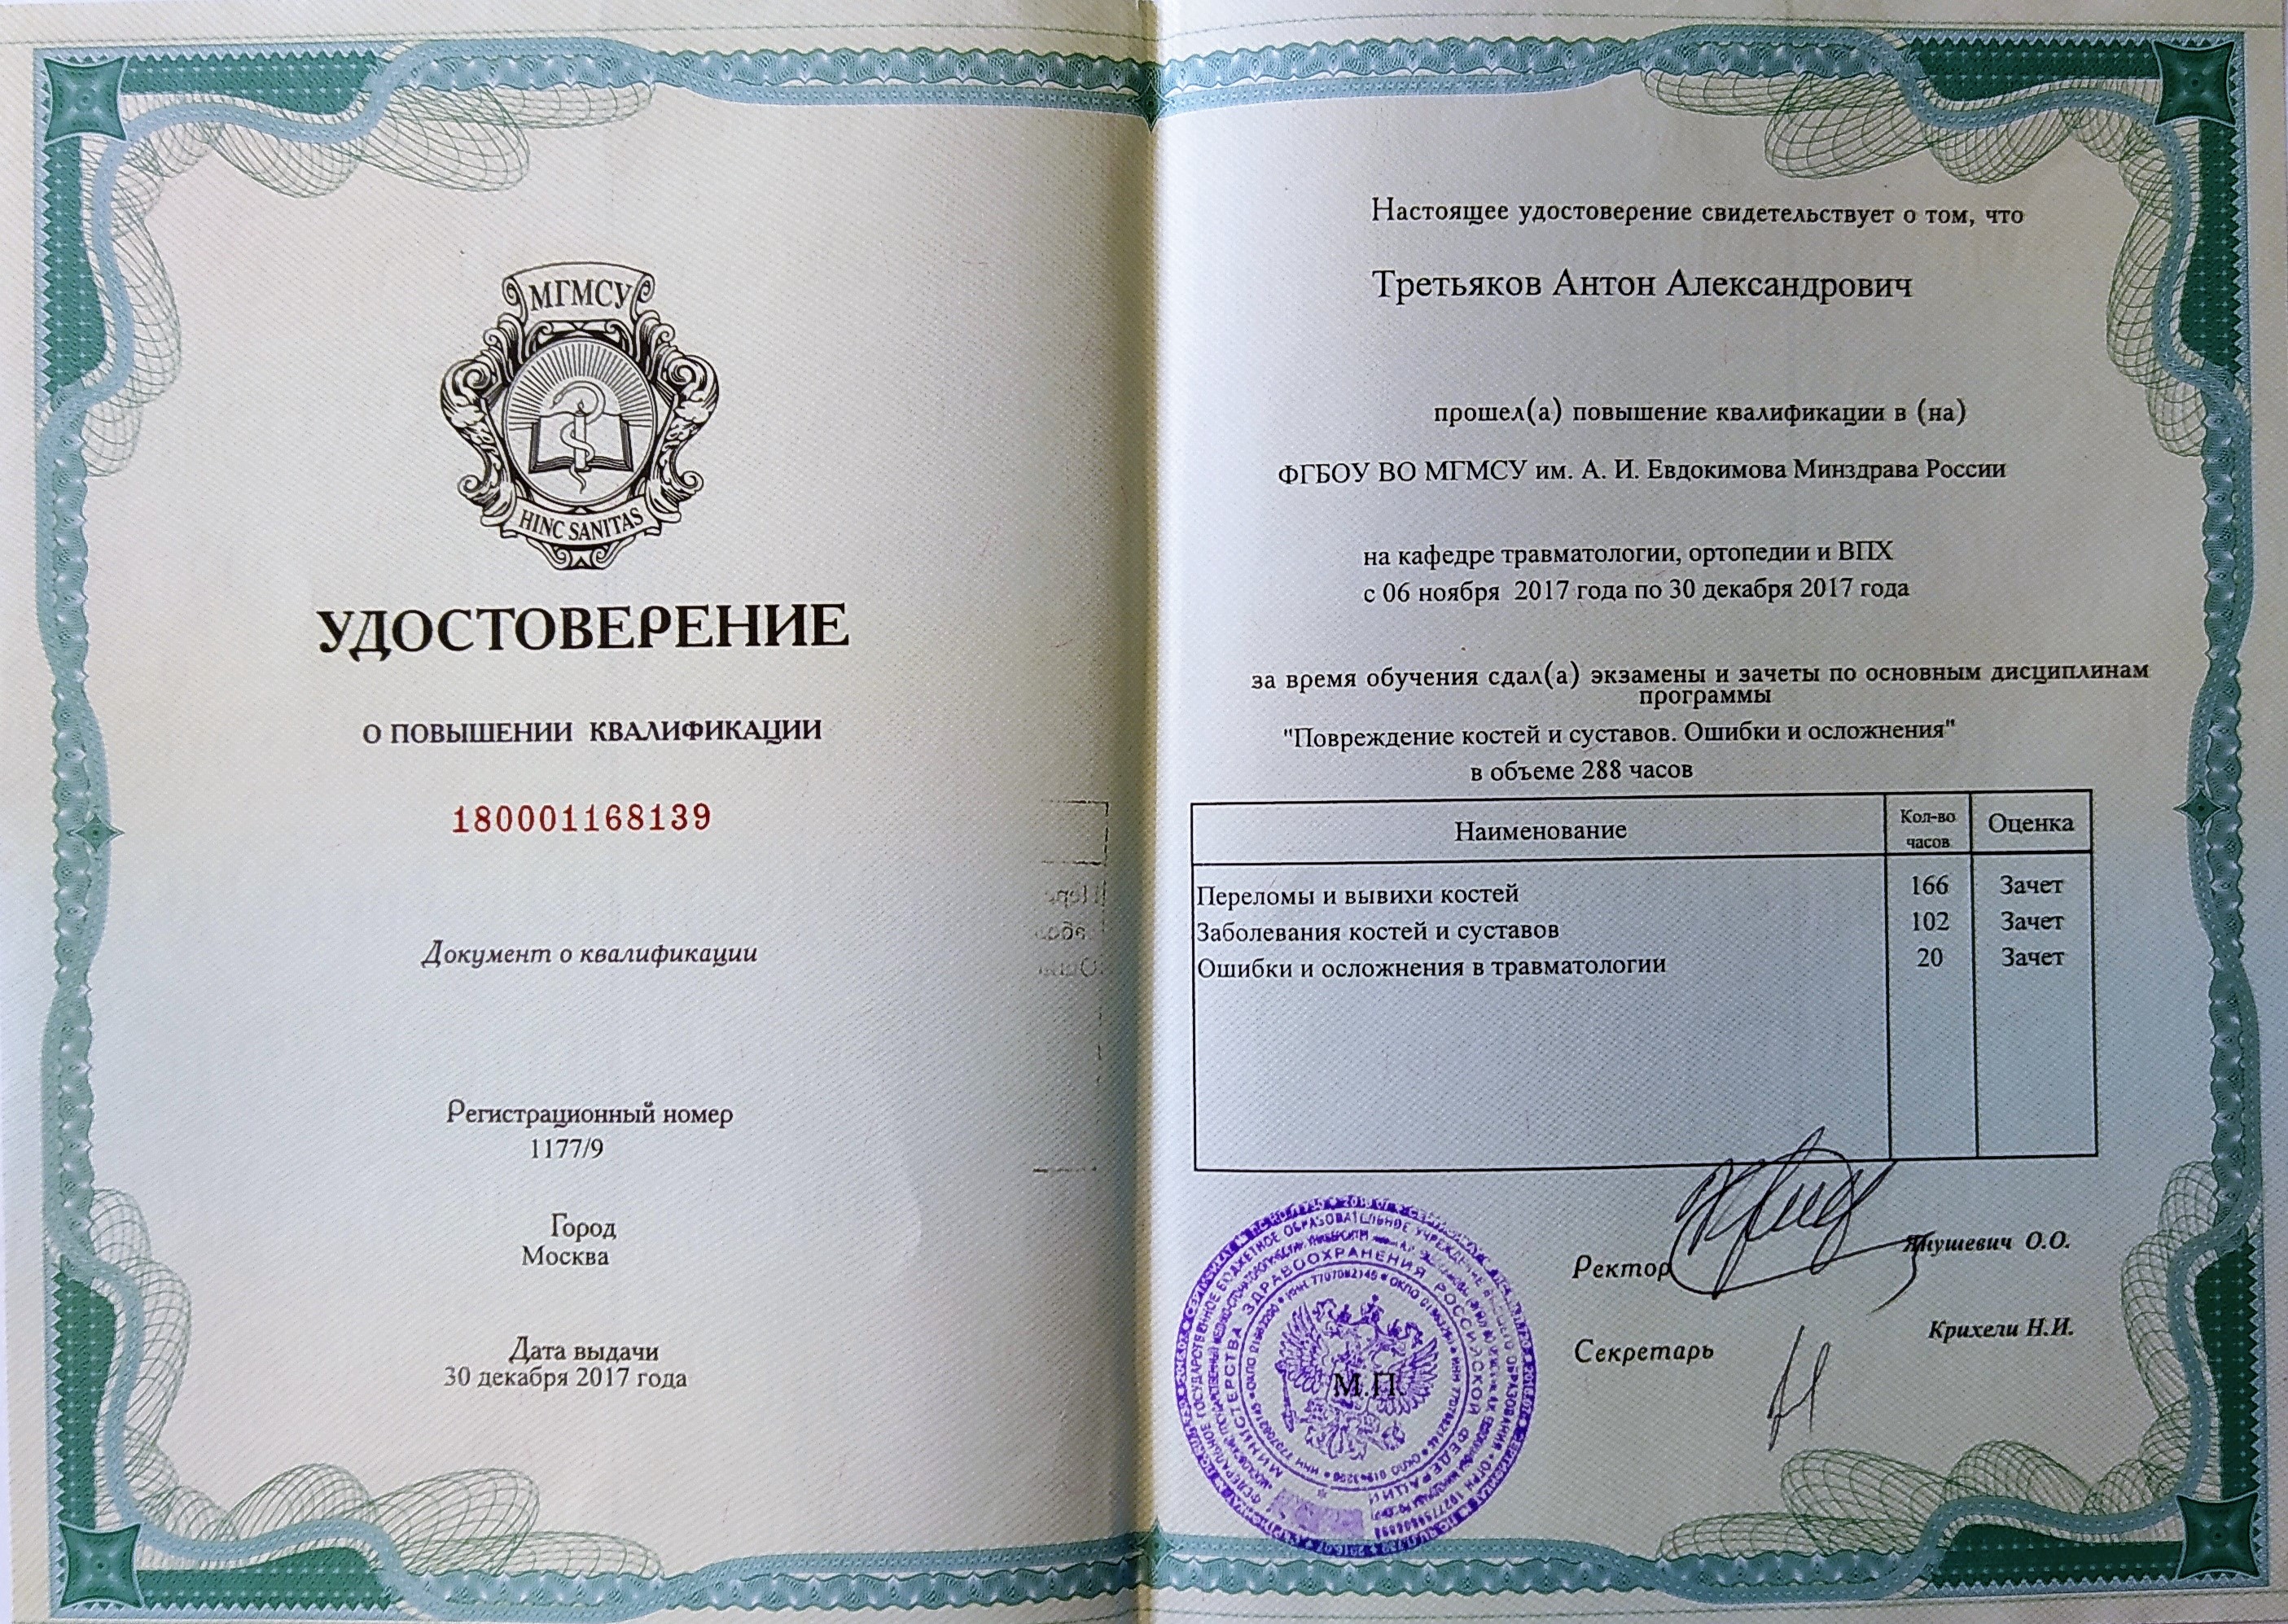 МГМСУ
HINC SANITAS
УДОСТОВЕРЕНИЕ
О ПОВЫШЕНИИ КВАЛИФИКАЦИИ
180001168139
Документ о квалификации
Регистрационный номер
1177/9
Город
Москва
Дата выдачи
30 декабря 2017 года
Настоящее удостоверение свидетельствует о том, что
Третьяков Антон Александрович
прошел(а) повышение квалификации в (на)
ФГБОУ ВО МГМСУ им. А. И. Евдокимова Минздрава России
на кафедре травматологии, ортопедии и ВПХ
с 06 ноября 2017 года по 30 декабря 2017 года
за время обучения сдал(а) экзамены и зачеты по основным дисциплинам
программы
"Повреждение костей и суставов. Ошибки и осложнения"
в объеме 288 часов
Наименование Кол-во часов Оценка
Переломы и вывихи костей 166 Зачет
Заболевания костей и суставов 102 Зачет
Ошибки и осложнения в травматологии 20 Зачет
Ректор Янушевич О.О.
Секретарь Крихели Н.И.
М.П.
МИНИСТЕРСТВА ЗДРАВООХРАНЕНИЯ РОССИЙСКОЙ ФЕДЕРАЦИИ